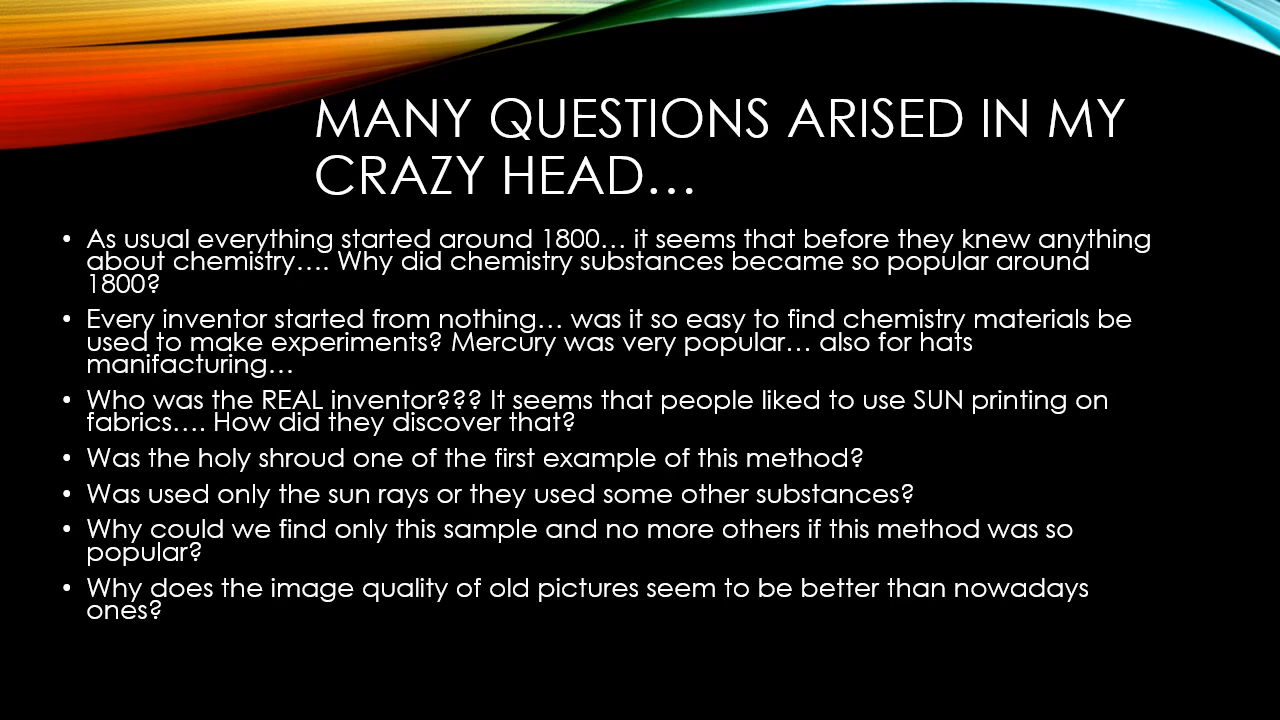 MANY QUESTIONS ARISED IN MY
CRAZY HEAD…
• As usual everything started around 1800… it seems that before they knew anything
about chemistry…. Why did chemistry substances became so popular around
1800?
• Every inventor started from nothing… was it so easy to find chemistry materials be
used to make experiments? Mercury was very popular… also for hats
manifacturing…
• Who was the REAL inventor??? It seems that people liked to use SUN printing on
fabrics…. How did they discover that?
• Was the holy shroud one of the first example of this method?
• Was used only the sun rays or they used some other substances?
• Why could we find only this sample and no more others if this method was so
popular?
• Why does the image quality of old pictures seem to be better than nowadays
ones?